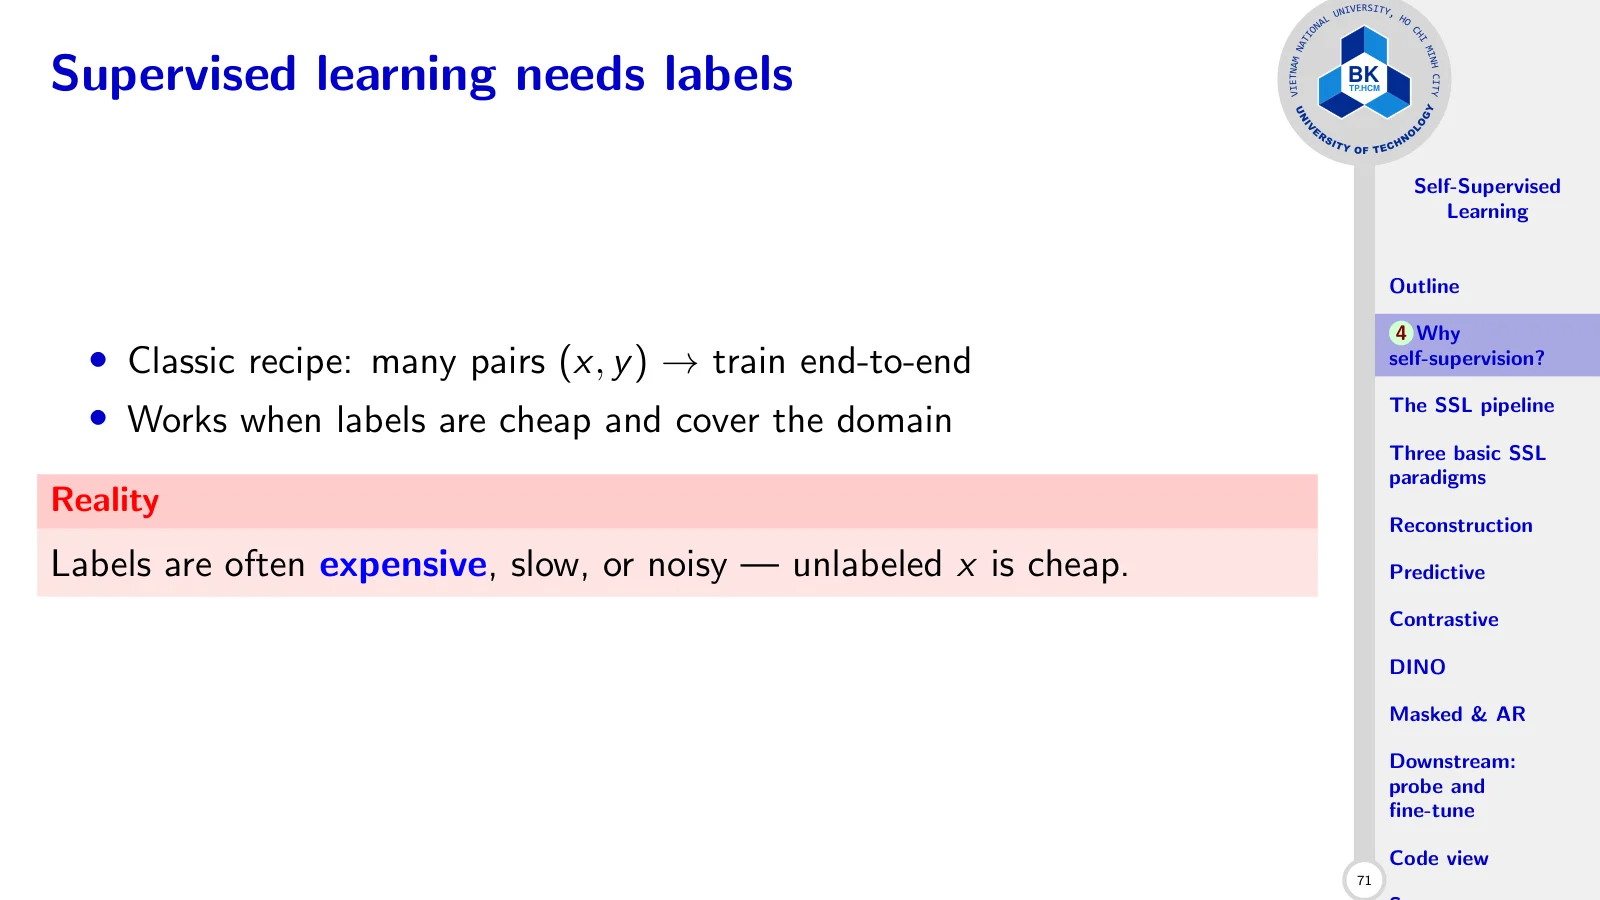 Supervised learning needs labels
• Classic recipe: many pairs (x, y) → train end-to-end
• Works when labels are cheap and cover the domain
Reality
Labels are often expensive, slow, or noisy — unlabeled x is cheap.
VIETNAM NATIONAL UNIVERSITY, HO CHI MINH CITY
BK
TP.HCM
UNIVERSITY OF TECHNOLOGY
Self-Supervised
Learning
Outline
4 Why
self-supervision?
The SSL pipeline
Three basic SSL
paradigms
Reconstruction
Predictive
Contrastive
DINO
Masked & AR
Downstream:
probe and
fine-tune
Code view
71